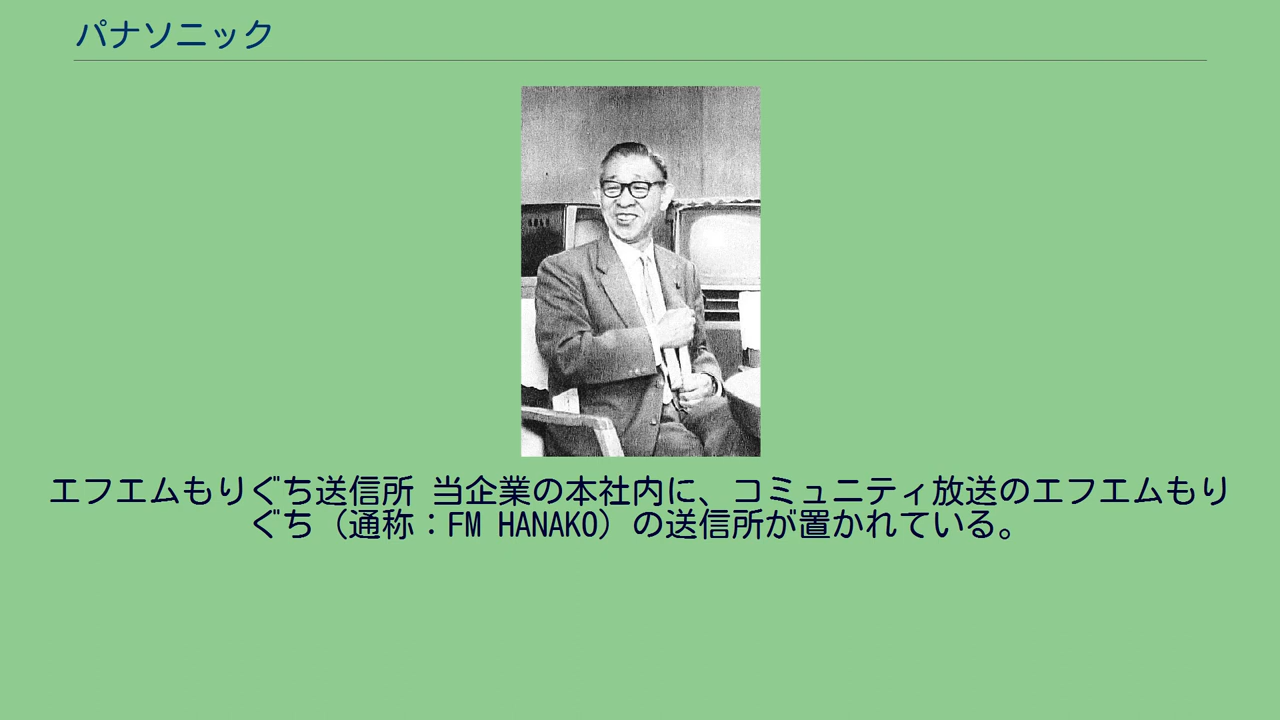 パナソニック
エフエムもりぐち送信所 当企業の本社内に、コミュニティ放送のエフエムもり
ぐち（通称：FM HANAKO）の送信所が置かれている。